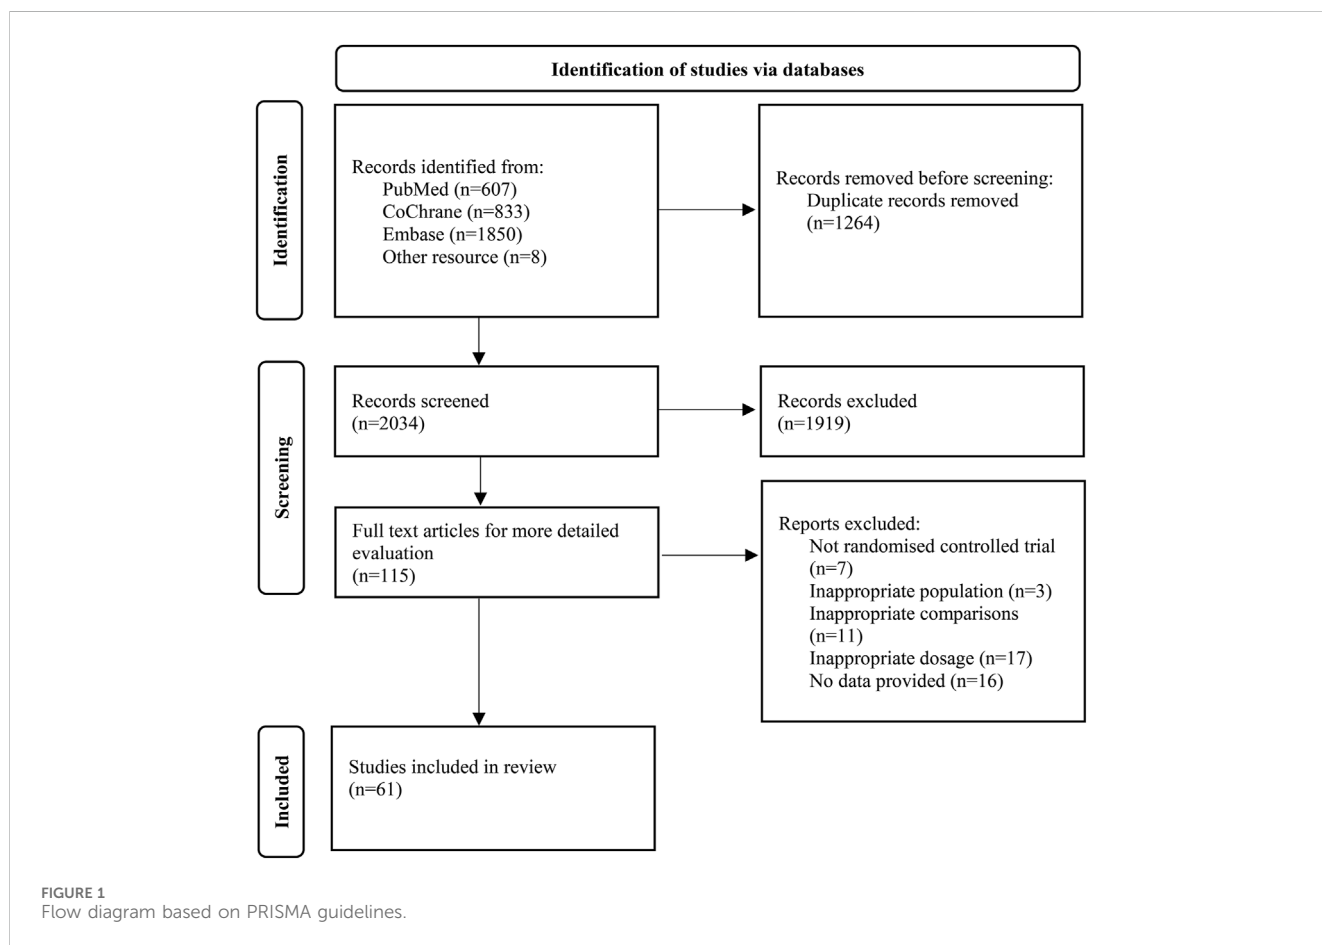 Identification of studies via databases
Identification
Records identified from:
PubMed (n=607)
CoChrane (n=833)
Embase (n=1850)
Other resource (n=8)
Records removed before screening:
Duplicate records removed
(n=1264)
Screening
Records screened
(n=2034)
Records excluded
(n=1919)
Full text articles for more detailed
evaluation
(n=115)
Reports excluded:
Not randomised controlled trial
(n=7)
Inappropriate population (n=3)
Inappropriate comparisons
(n=11)
Inappropriate dosage (n=17)
No data provided (n=16)
Included
Studies included in review
(n=61)
FIGURE 1
Flow diagram based on PRISMA guidelines.